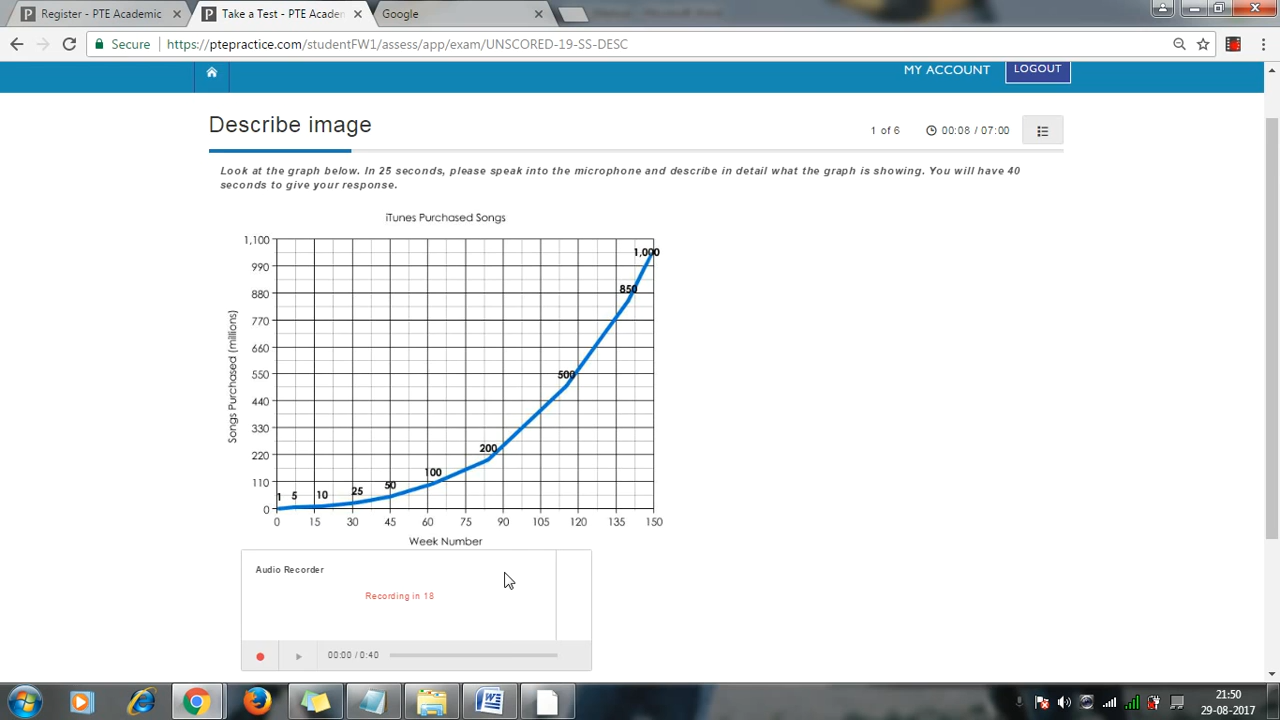 Register - PTE Academic
Take a Test - PTE Academ
Google
Secure
https://ptepractice.com/studentFW1/assess/app/exam/UNSCORED-19-SS-DESC
MY ACCOUNT
LOGOUT
Describe image
1 of 6
00:08 / 07:00
Look at the graph below. In 25 seconds, please speak into the microphone and describe in detail what the graph is showing. You will have 40
seconds to give your response.
iTunes Purchased Songs
1,100
990
880
770
660
550
440
330
220
110
0
Songs Purchased (millions)
1 5 10 25 50 100 200 500 850 1,000
0 15 30 45 60 75 90 105 120 135 150
Week Number
Audio Recorder
Recording in 18
00:00 / 0:40
21:50
29-08-2017